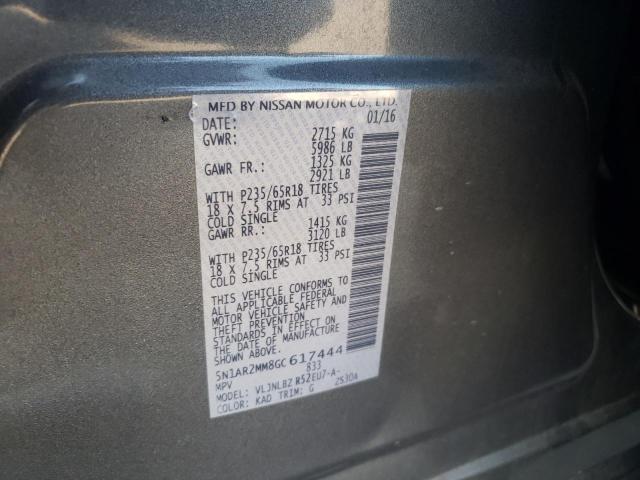 MFD BY NISSAN MOTOR CO., LTD.
DATE: 01/16
GVWR: 2715 KG
5986 LB
GAWR FR.: 1325 KG
2921 LB
WITH P235/65R18 TIRES
18 X 7.5 RIMS AT 33 PSI
COLD SINGLE
GAWR RR.: 1415 KG
3120 LB
WITH P235/65R18 TIRES
18 X 7.5 RIMS AT 33 PSI
COLD SINGLE
THIS VEHICLE CONFORMS TO
ALL APPLICABLE FEDERAL
MOTOR VEHICLE SAFETY AND
THEFT PREVENTION
STANDARDS IN EFFECT ON
THE DATE OF MANUFACTURE
SHOWN ABOVE.
5N1AR2MM8GC617444
MPV 833
MODEL: VLJNLBZ R52EU7-A-
COLOR: KAD TRIM: G 2S304